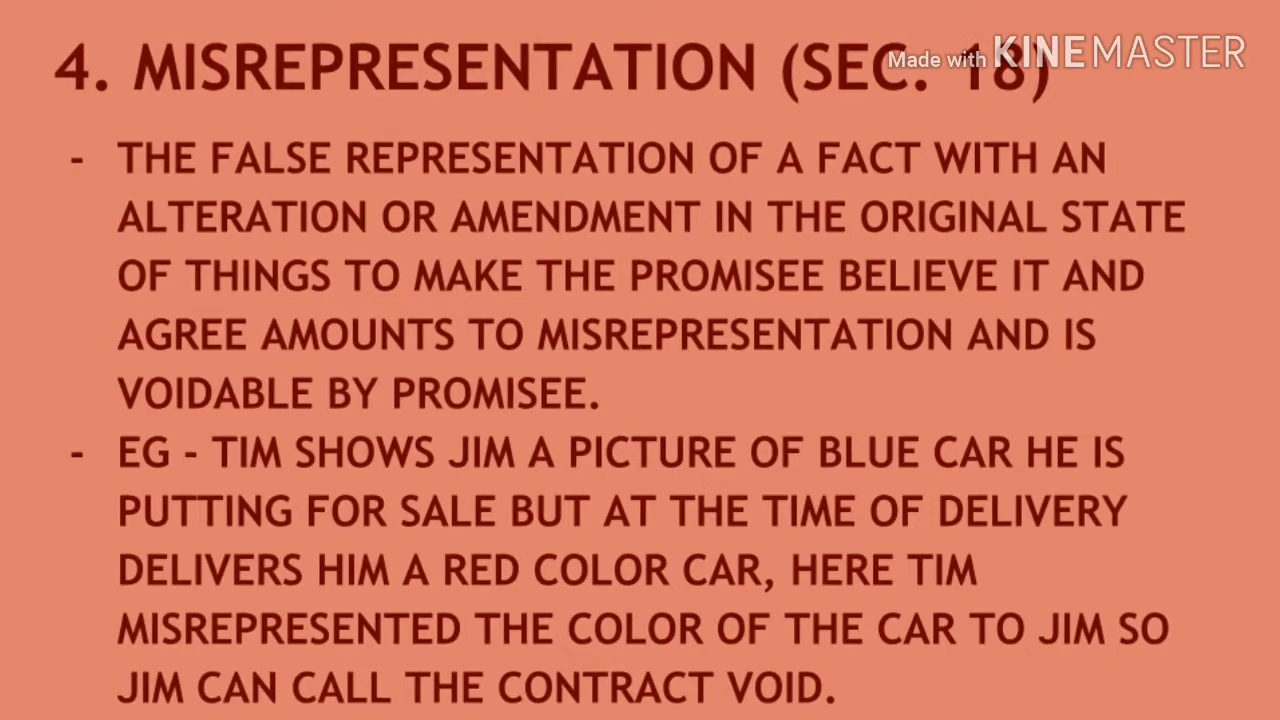 4. MISREPRESENTATION (SEC. 18)
Made with KINEMASTER
- THE FALSE REPRESENTATION OF A FACT WITH AN
ALTERATION OR AMENDMENT IN THE ORIGINAL STATE
OF THINGS TO MAKE THE PROMISEE BELIEVE IT AND
AGREE AMOUNTS TO MISREPRESENTATION AND IS
VOIDABLE BY PROMISEE.
- EG - TIM SHOWS JIM A PICTURE OF BLUE CAR HE IS
PUTTING FOR SALE BUT AT THE TIME OF DELIVERY
DELIVERS HIM A RED COLOR CAR, HERE TIM
MISREPRESENTED THE COLOR OF THE CAR TO JIM SO
JIM CAN CALL THE CONTRACT VOID.